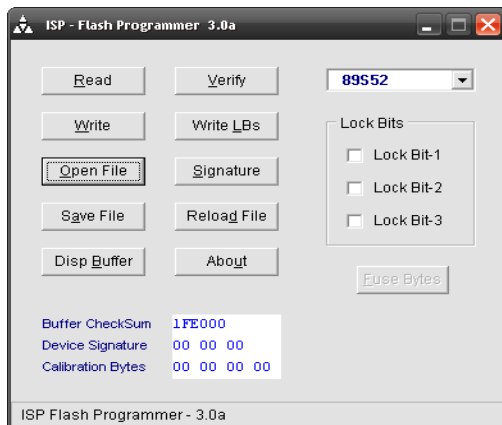 ISP - Flash Programmer 3.0a
Read
Verify
89S52
Write
Write LBs
Lock Bits
Lock Bit-1
Open File
Signature
Lock Bit-2
Save File
Reload File
Lock Bit-3
Disp Buffer
About
Fuse Bytes
Buffer CheckSum 1FE000
Device Signature 00 00 00
Calibration Bytes 00 00 00 00
ISP Flash Programmer - 3.0a